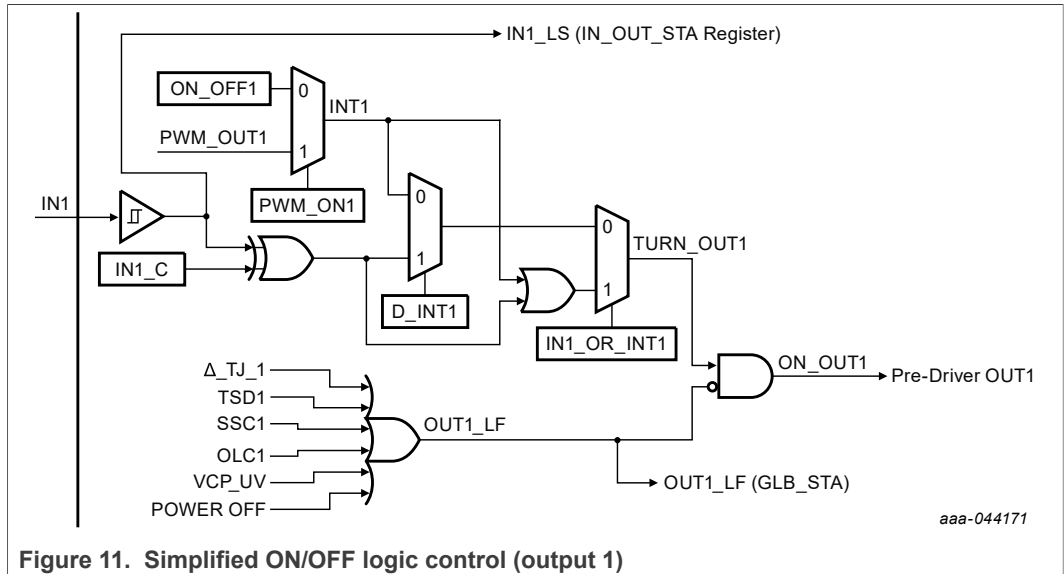 IN1_LS (IN_OUT_STA Register)
ON_OFF1
0
INT1
PWM_OUT1
1
PWM_ON1
0
IN1
1
IN1_C
D_INT1
0
TURN_OUT1
1
IN1_OR_INT1
Δ_TJ_1
TSD1
SSC1
OLC1
VCP_UV
POWER OFF
OUT1_LF
ON_OUT1
Pre-Driver OUT1
OUT1_LF (GLB_STA)
aaa-044171
Figure 11. Simplified ON/OFF logic control (output 1)